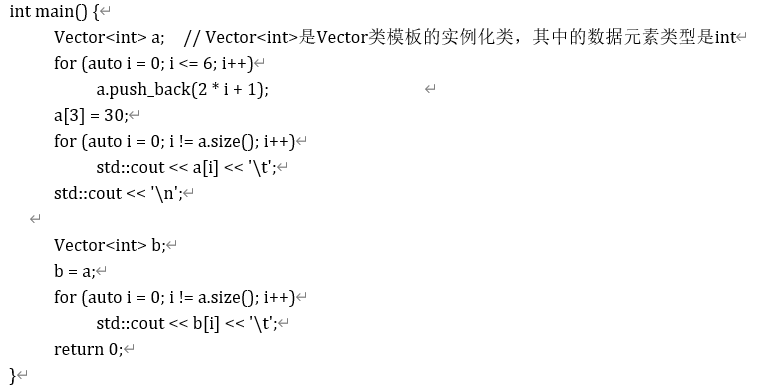 int main() {
Vector<int> a; // Vector<int>是Vector类模板的实例化类，其中的数据元素类型是int
for (auto i = 0; i <= 6; i++)
a.push_back(2 * i + 1);
a[3] = 30;
for (auto i = 0; i != a.size(); i++)
std::cout << a[i] << '\t';
std::cout << '\n';
Vector<int> b;
b = a;
for (auto i = 0; i != a.size(); i++)
std::cout << b[i] << '\t';
return 0;
}